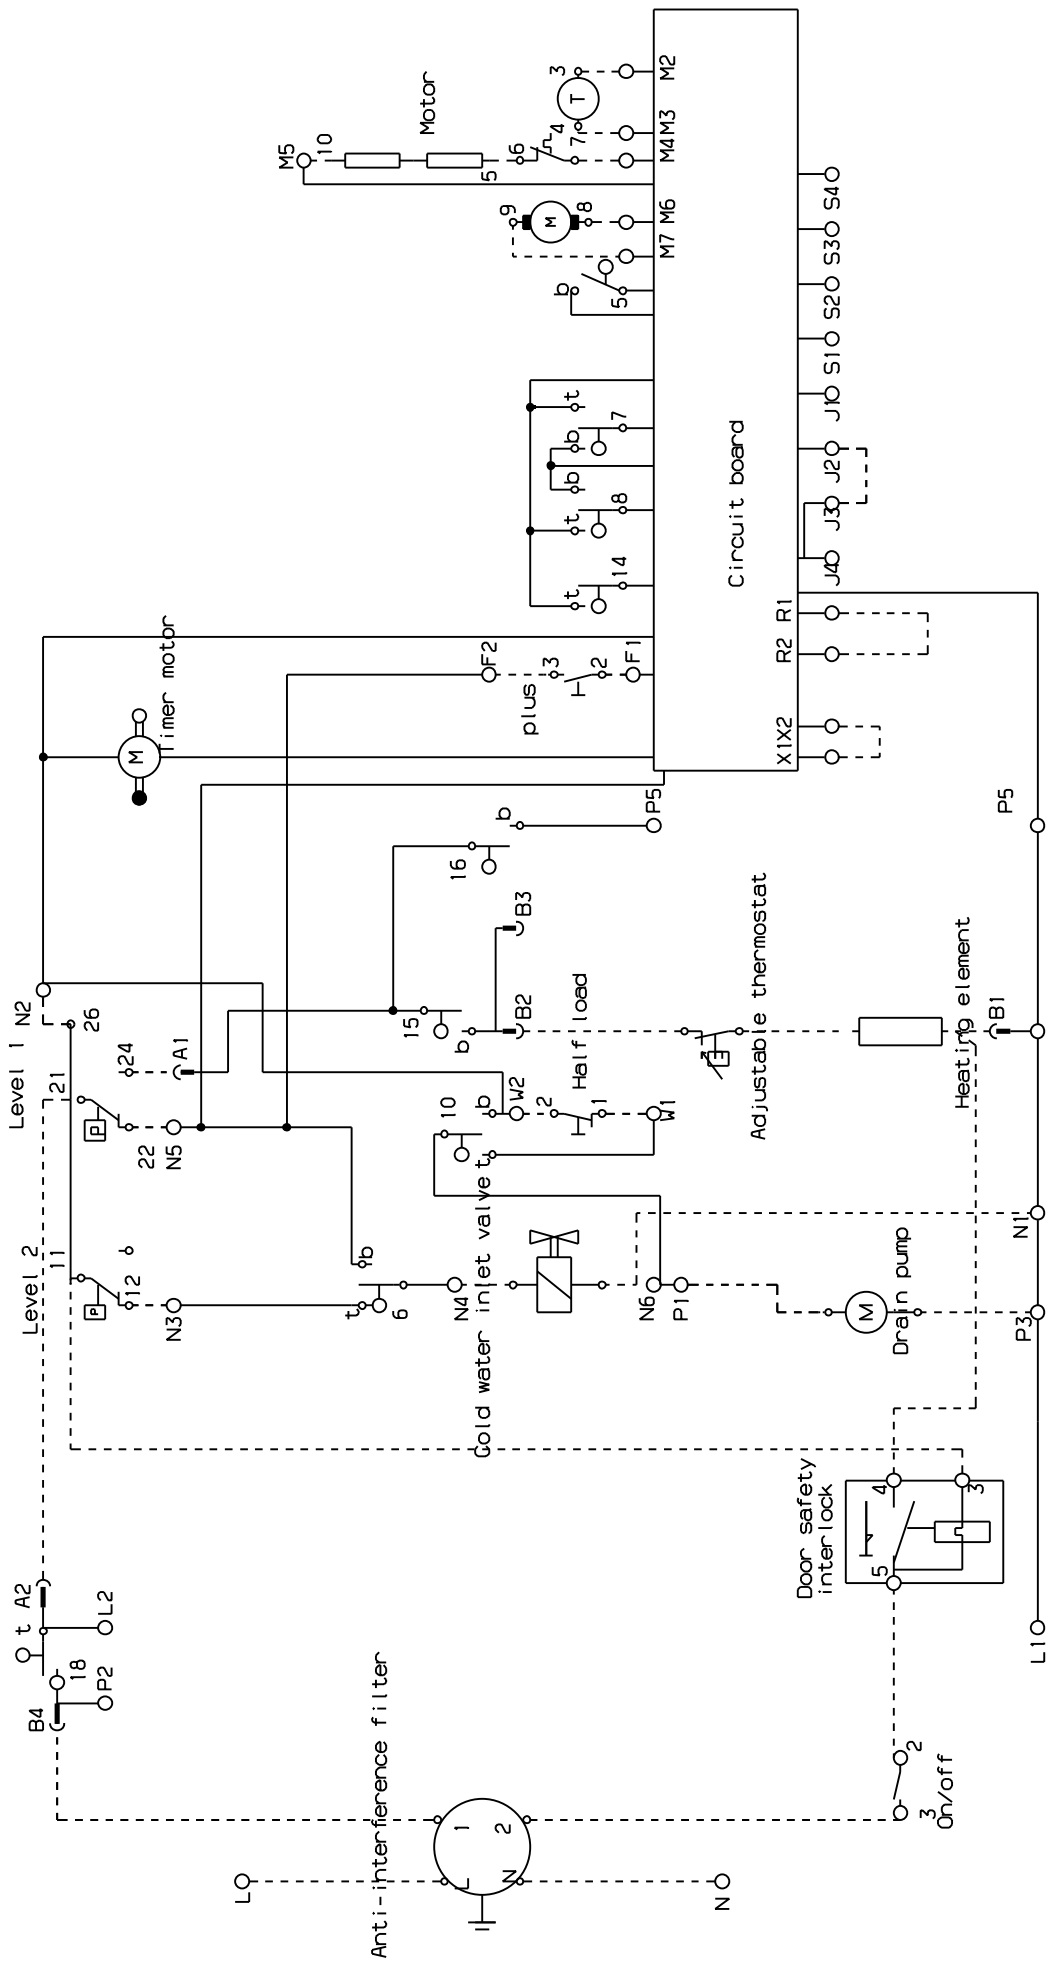 M5
10
Motor
5
6
4
7
3
T
M2
M3
M4
9
M
8
M6
M7
b
5
t
7
b
b
8
t
14
t
Circuit board
S4
S3
S2
S1
J1
J2
J3
J4
R1
R2
X1X2
Timer motor
M
F2
plus
3
2
F1
b
P5
P5
16
B3
15
b
B2
Half load
Adjustable thermostat
Heating element
B1
N2
26
Level 1
21
24
A1
P
22
N5
10
b
W2
2
1
W1
t
Level 2
11
12
P
N3
b
t
6
N4
Cold water inlet valve
N6
P1
M
Drain pump
N1
P3
Door safety
interlock
4
3
5
L1
A2
t
L2
18
P2
B4
Anti-interference filter
1
2
L
N
L
N
2
3
On/off